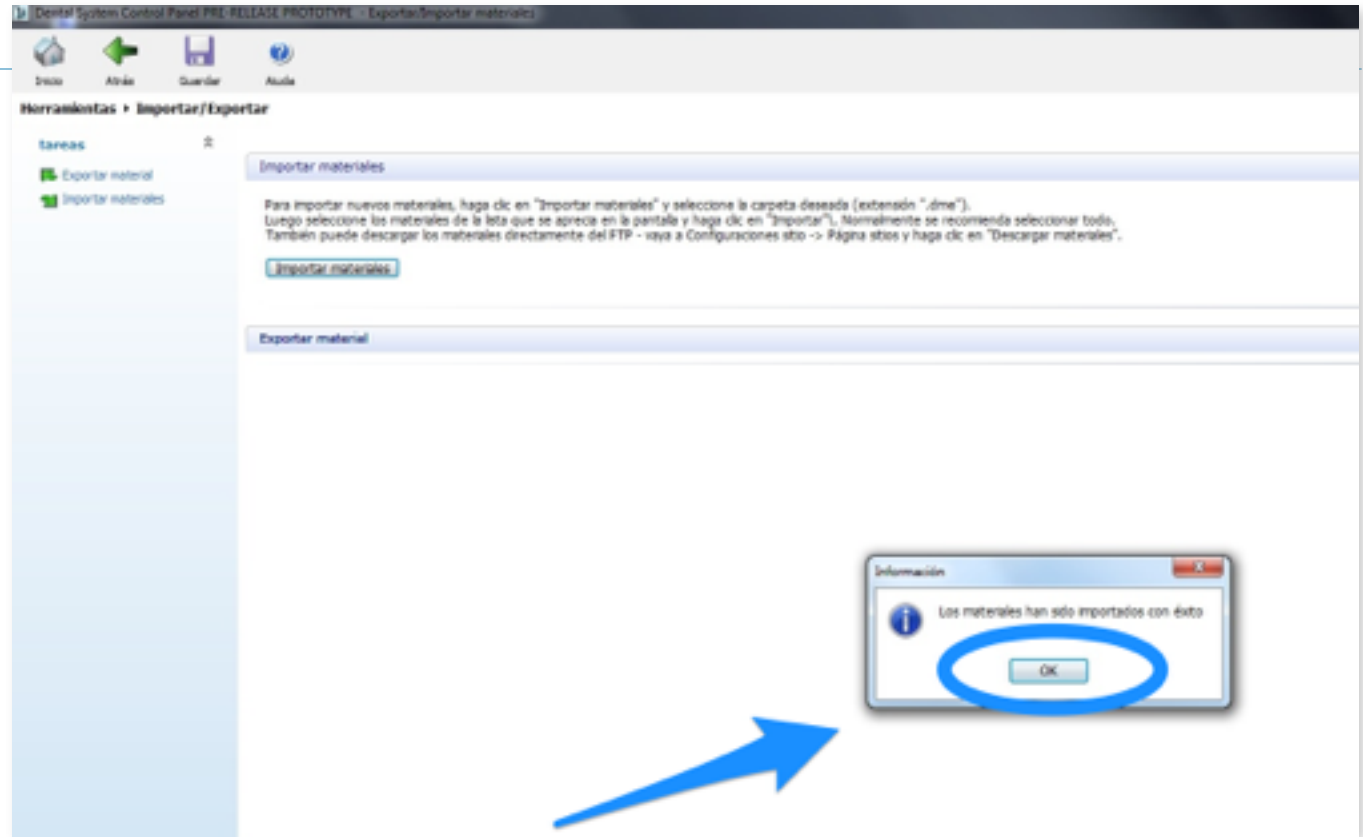 Dental System Control Panel PRE-RELEASE PROTOTYPE - Exportar/Importar materiales
Inicio Atrás Guardar Ayuda
Herramientas Importar/Exportar
tareas
Exportar material
Importar materiales
Importar materiales
Para importar nuevos materiales, haga clic en "Importar materiales" y seleccione la carpeta deseada (extensión ".dme").
Luego seleccione los materiales de la lista que se aprecia en la pantalla y haga clic en "Importar"\. Normalmente se recomienda seleccionar todo.
También puede descargar los materiales directamente del FTP - vaya a Configuraciones sitio -> Página sitios y haga clic en "Descargar materiales".
Importar materiales
Exportar material
Información
Los materiales han sido importados con éxito
OK